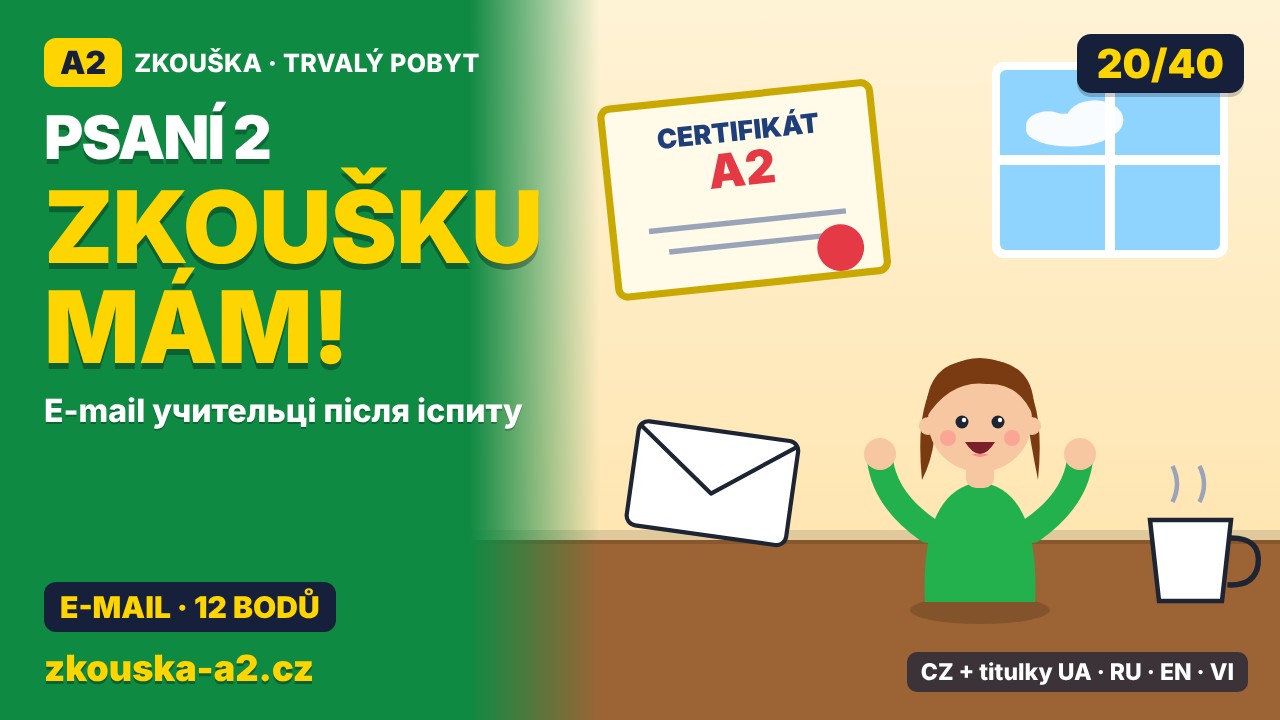 A2 ZKOUŠKA · TRVALÝ POBYT
PSANÍ 2
ZKOUŠKU
MÁM!
E-mail учительці після іспиту
E-MAIL · 12 BODŮ
zkouska-a2.cz
CERTIFIKÁT
A2
20/40
CZ + titulky UA · RU · EN · VI